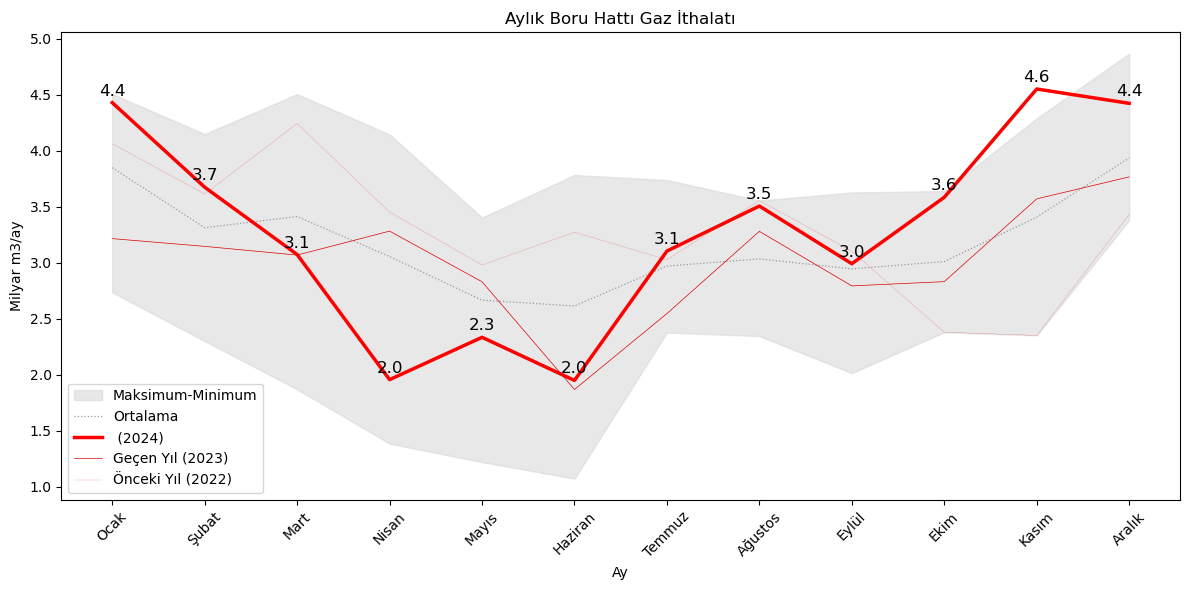 Aylık Boru Hattı Gaz İthalatı
Milyar m3/ay
5.0
4.5
4.0
3.5
3.0
2.5
2.0
1.5
1.0
4.4
3.7
3.1
2.0
2.3
2.0
3.1
3.5
3.0
3.6
4.6
4.4
Maksimum-Minimum
Ortalama
(2024)
Geçen Yıl (2023)
Önceki Yıl (2022)
Ocak
Şubat
Mart
Nisan
Mayıs
Haziran
Temmuz
Ağustos
Eylül
Ekim
Kasım
Aralık
Ay